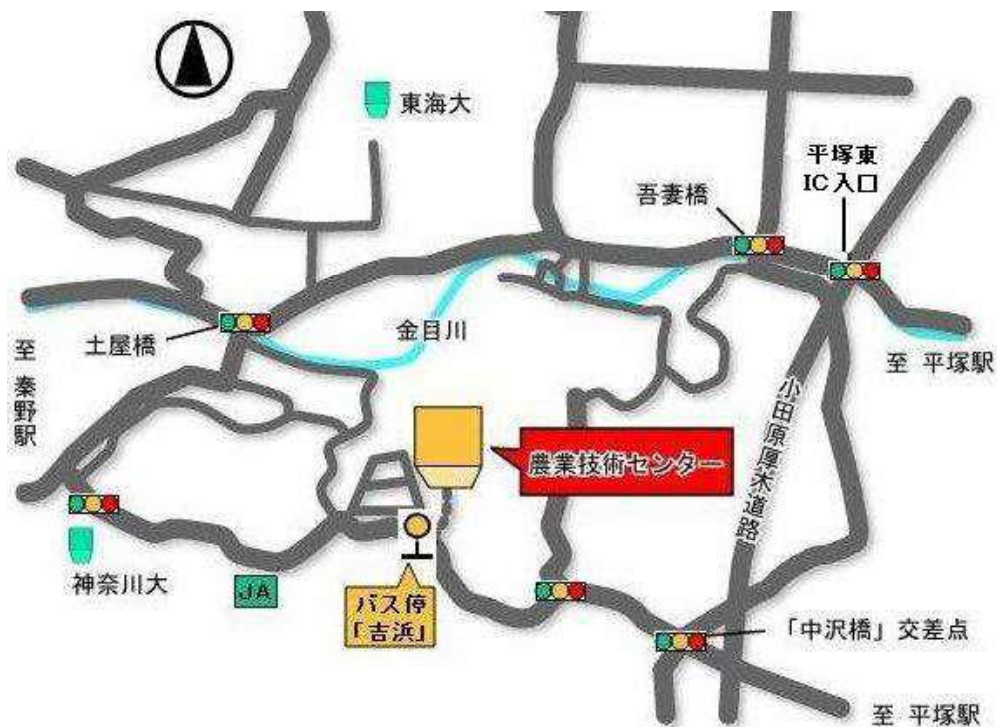 東海大
平塚東
IC入口
吾妻橋
土屋橋
金目川
至 秦野駅
至 平塚駅
小田原厚木道路
農業技術センター
神奈川大
JA
バス停
「吉浜」
「中沢橋」交差点
至 平塚駅